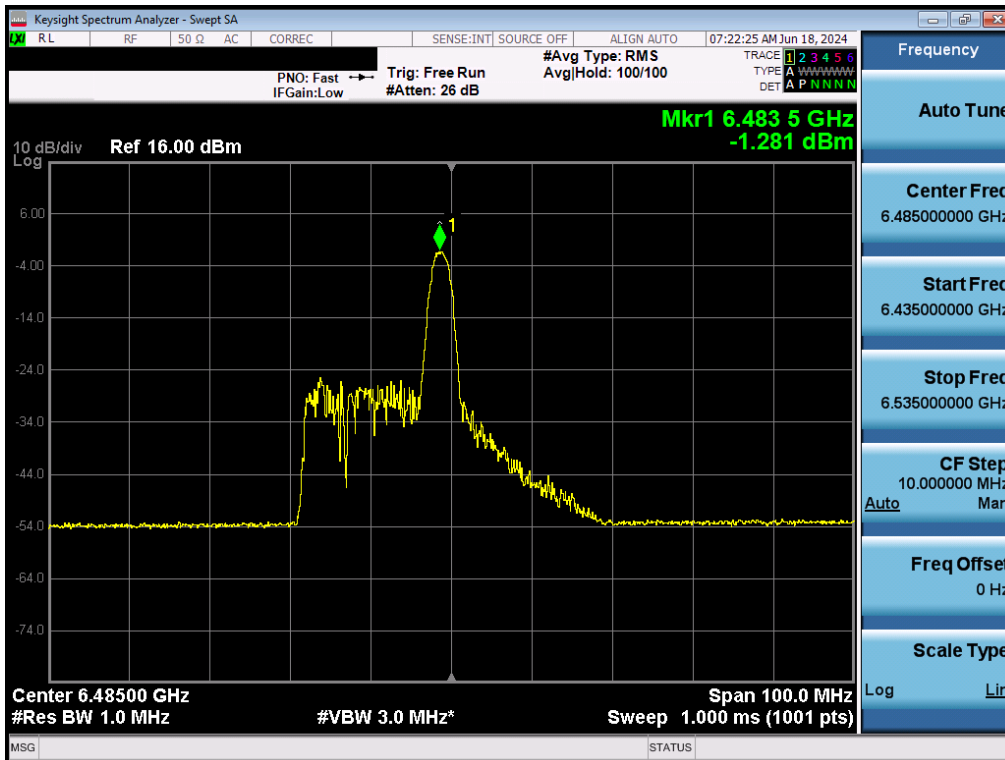 Keysight Spectrum Analyzer - Swept SA
LXI RL RF 50 Ω AC CORREC SENSE:INT SOURCE OFF ALIGN AUTO 07:22:25 AM Jun 18, 2024
PNO: Fast
IFGain:Low
Trig: Free Run
#Atten: 26 dB
#Avg Type: RMS
Avg|Hold: 100/100
TRACE 1 2 3 4 5 6
TYPE A WWWWW
DET A P N N N N
Mkr1 6.483 5 GHz
-1.281 dBm
10 dB/div Ref 16.00 dBm
Log
6.00
-4.00
-14.0
-24.0
-34.0
-44.0
-54.0
-64.0
-74.0
1
Center 6.48500 GHz Span 100.0 MHz
#Res BW 1.0 MHz #VBW 3.0 MHz* Sweep 1.000 ms (1001 pts)
MSG STATUS
Frequency
Auto Tune
Center Freq
6.485000000 GHz
Start Freq
6.435000000 GHz
Stop Freq
6.535000000 GHz
CF Step
10.000000 MHz
Auto Man
Freq Offset
0 Hz
Scale Type
Log Lin